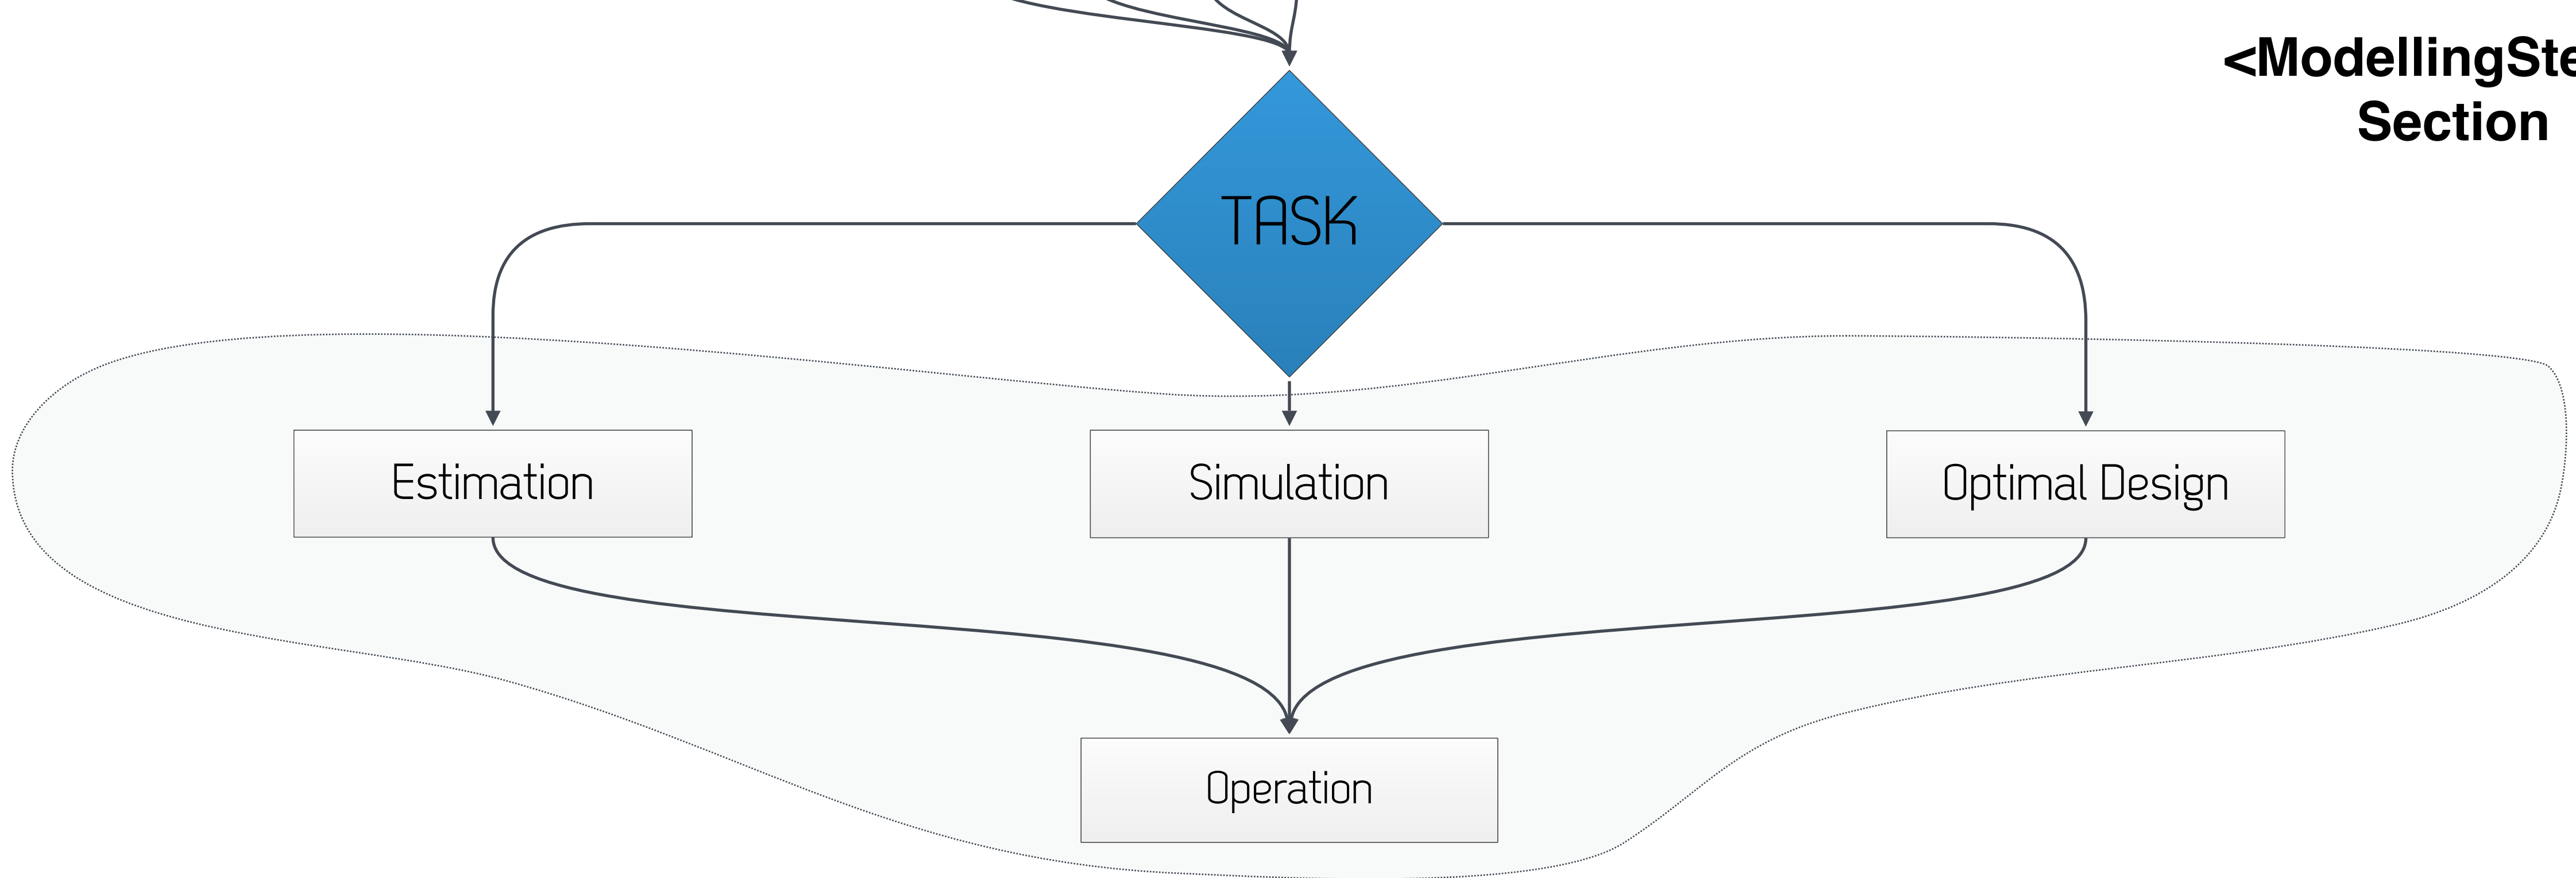 <ModellingSte
Section
TASK
Estimation
Simulation
Optimal Design
Operation